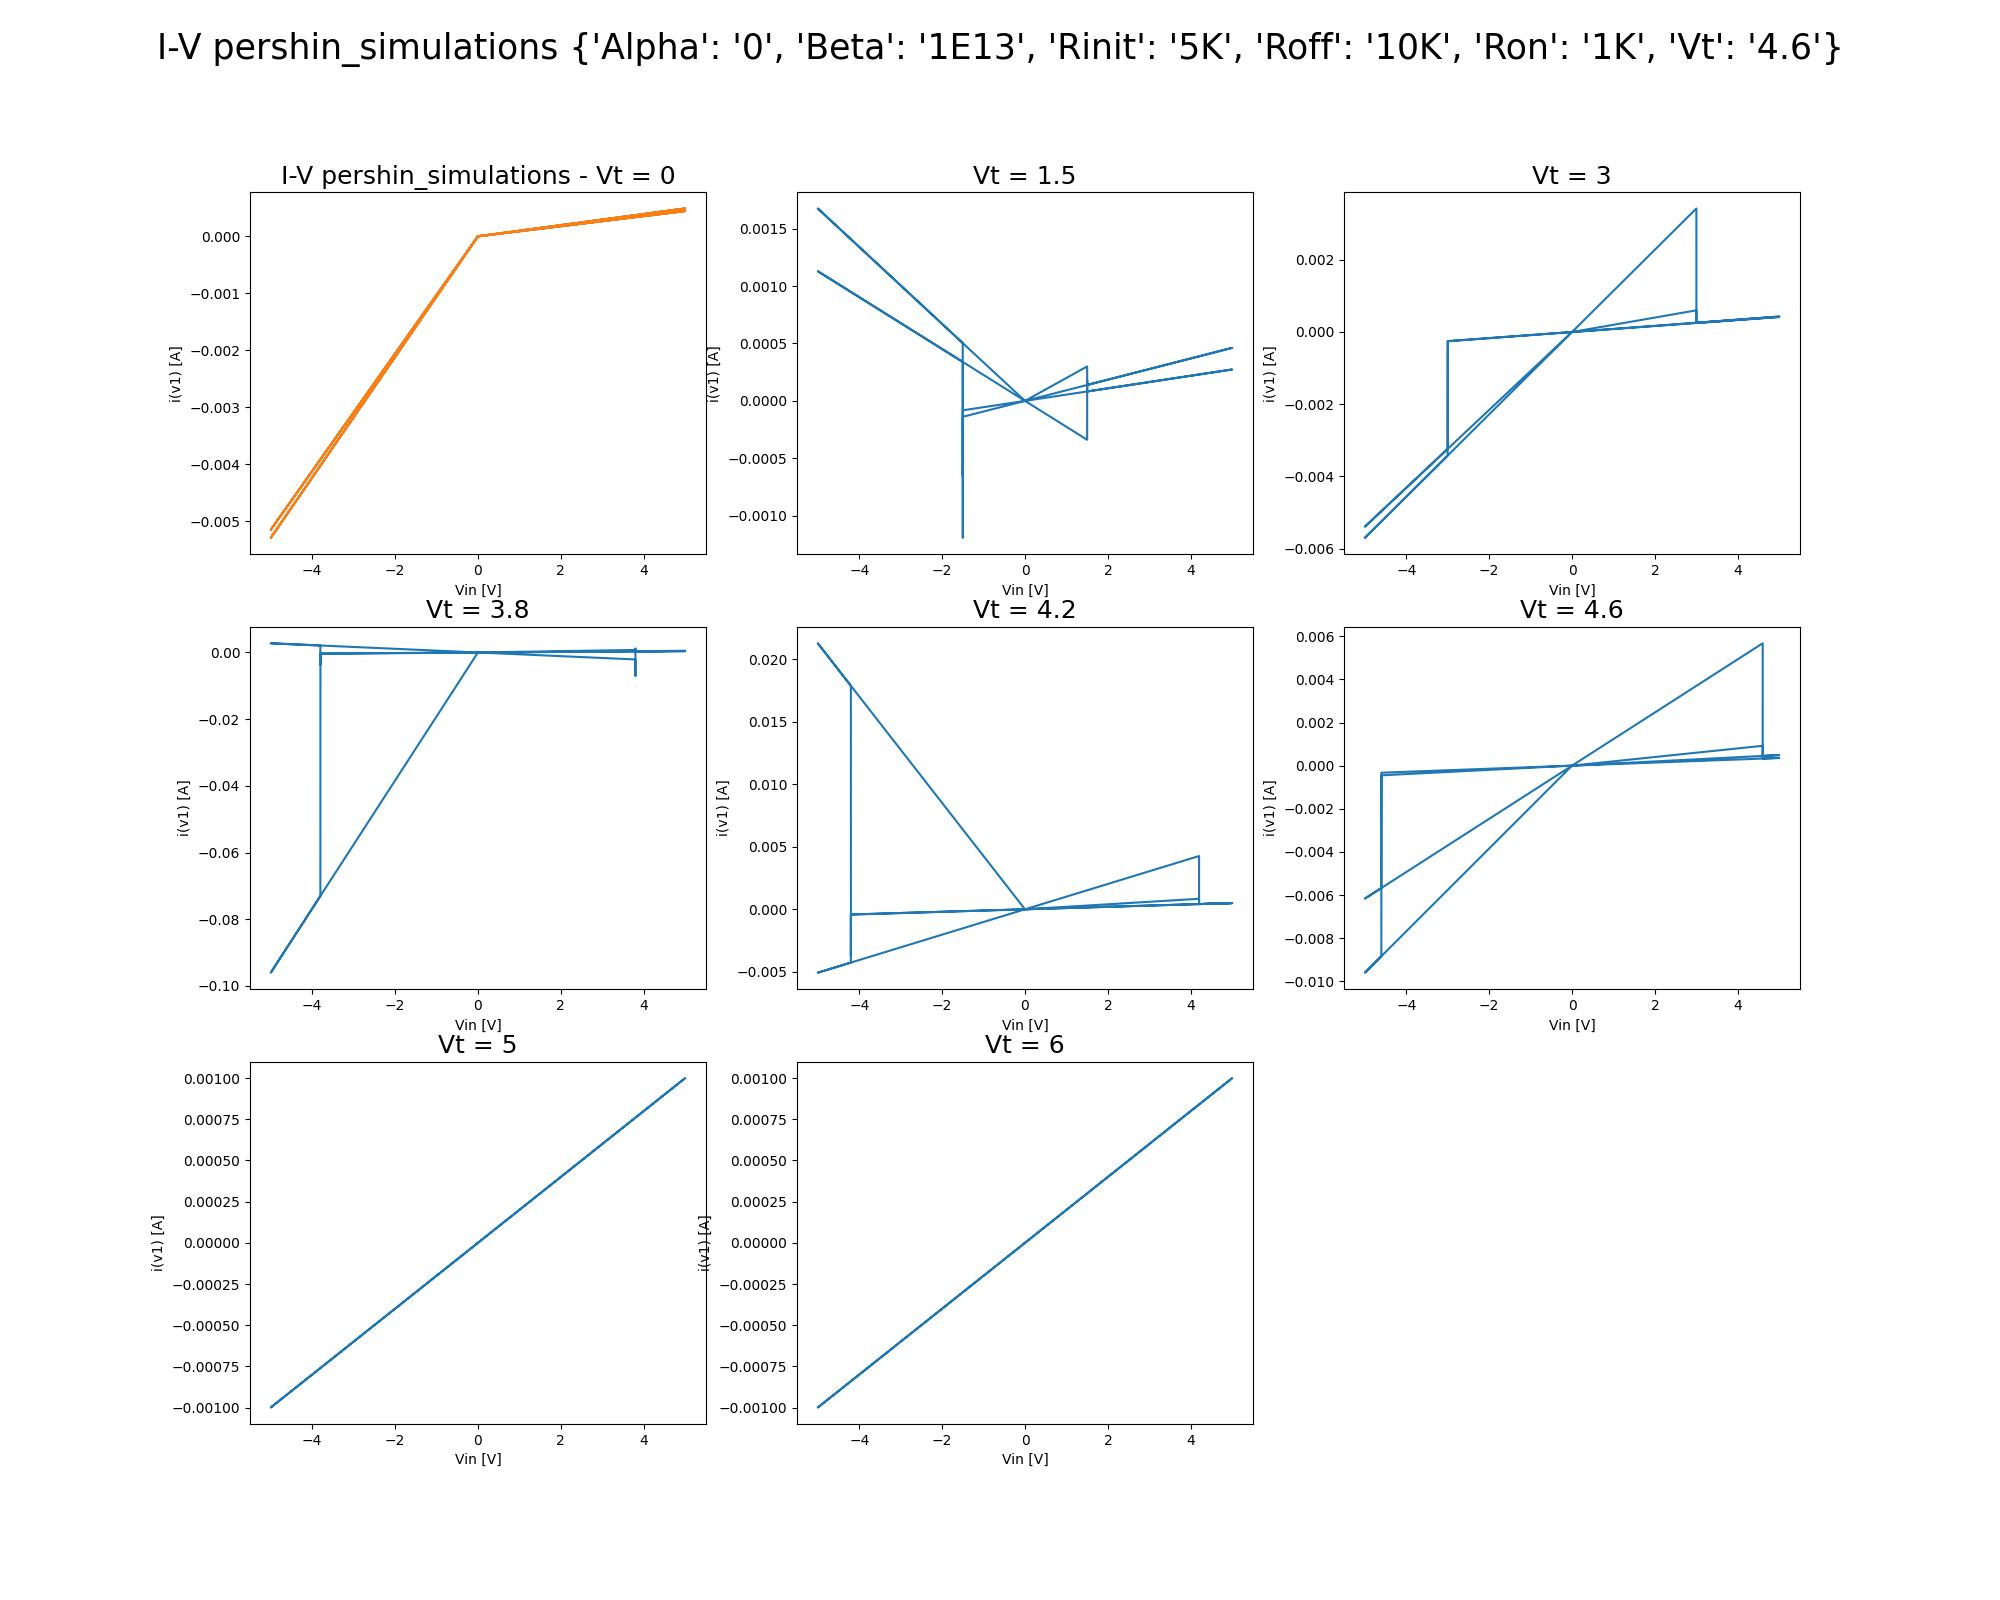 I-V pershin_simulations {'Alpha': '0', 'Beta': '1E13', 'Rinit': '5K', 'Roff': '10K', 'Ron': '1K', 'Vt': '4.6'}
I-V pershin_simulations - Vt = 0
0.000
−0.001
−0.002
−0.003
−0.004
−0.005
i(v1) [A]
−4 −2 0 2 4
Vin [V]
Vt = 1.5
0.0015
0.0010
0.0005
0.0000
−0.0005
−0.0010
i(v1) [A]
−4 −2 0 2 4
Vin [V]
Vt = 3
0.002
0.000
−0.002
−0.004
−0.006
i(v1) [A]
−4 −2 0 2 4
Vin [V]
Vt = 3.8
0.00
−0.02
−0.04
−0.06
−0.08
−0.10
i(v1) [A]
−4 −2 0 2 4
Vin [V]
Vt = 4.2
0.020
0.015
0.010
0.005
0.000
−0.005
i(v1) [A]
−4 −2 0 2 4
Vin [V]
Vt = 4.6
0.006
0.004
0.002
0.000
−0.002
−0.004
−0.006
−0.008
−0.010
i(v1) [A]
−4 −2 0 2 4
Vin [V]
Vt = 5
0.00100
0.00075
0.00050
0.00025
0.00000
−0.00025
−0.00050
−0.00075
−0.00100
i(v1) [A]
−4 −2 0 2 4
Vin [V]
Vt = 6
0.00100
0.00075
0.00050
0.00025
0.00000
−0.00025
−0.00050
−0.00075
−0.00100
i(v1) [A]
−4 −2 0 2 4
Vin [V]